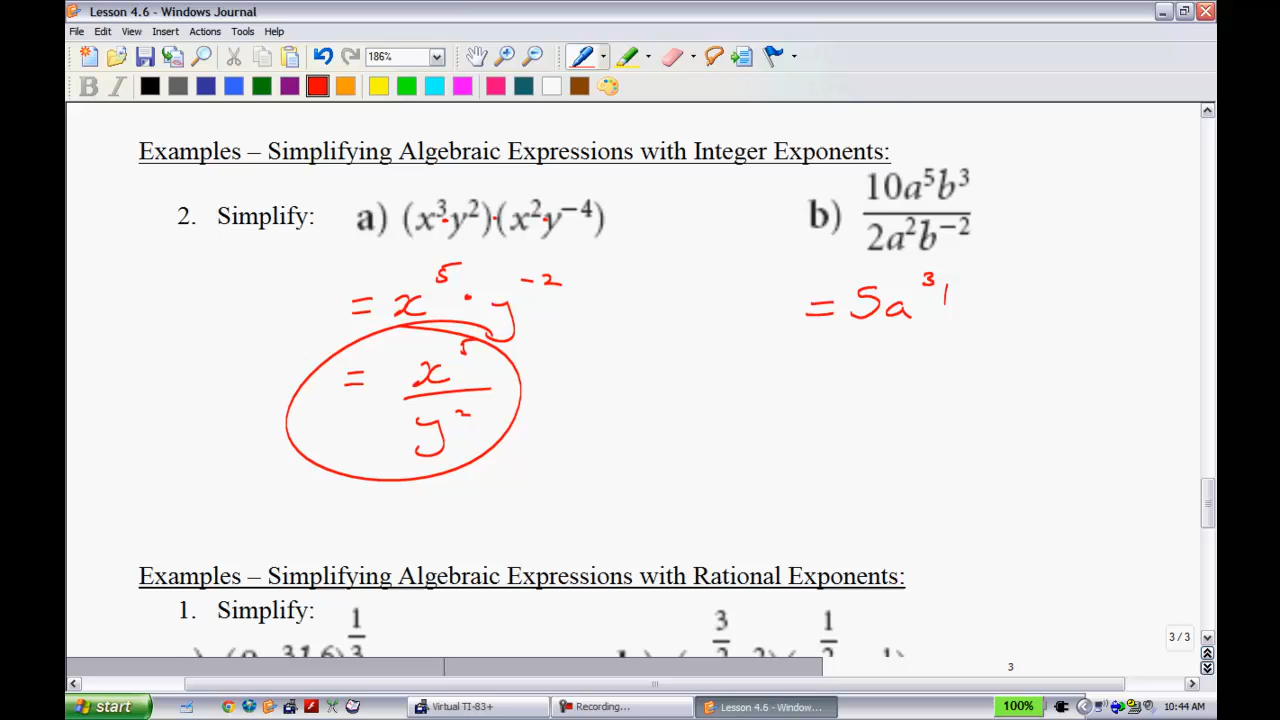 Lesson 4.6 - Windows Journal
File Edit View Insert Actions Tools Help
186%
B I
Examples – Simplifying Algebraic Expressions with Integer Exponents:
2. Simplify: a) (x³y²)(x²y⁻⁴) b) 10a⁵b³ / 2a²b⁻²
= x⁵ · y⁻² = 5a³
= x⁵ / y²
Examples – Simplifying Algebraic Expressions with Rational Exponents:
1. Simplify:
3/3
3
start Virtual TI-83+ Recording... Lesson 4.6 - Window... 100% 10:44 AM